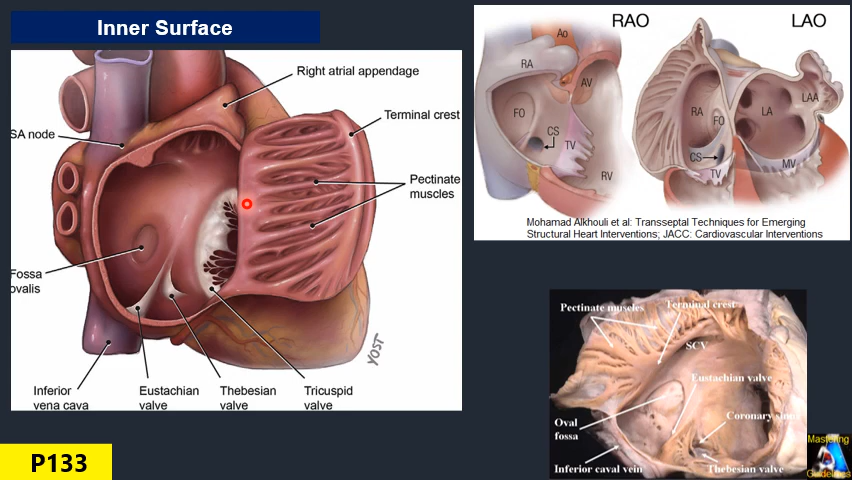 Inner Surface
Right atrial appendage
Terminal crest
SA node
Pectinate
muscles
Fossa
ovalis
YOST
Inferior
vena cava
Eustachian
valve
Thebesian
valve
Tricuspid
valve
P133
RAO
LAO
Ao
RA
AV
FO
CS
TV
RV
RA
FO
LA
LAA
CS
TV
MV
Mohamad Alkhouli et al: Transseptal Techniques for Emerging
Structural Heart Interventions; JACC: Cardiovascular Interventions
Pectinate muscles
Terminal crest
SCV
Eustachian valve
Oval
fossa
Coronary sinus
Inferior caval vein
Thebesian valve
Mastering
Guidelines